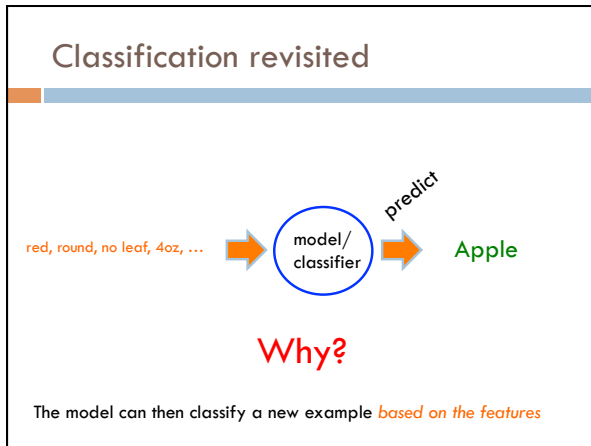 Classification revisited
predict
red, round, no leaf, 4oz, …
model/
classifier
Apple
Why?
The model can then classify a new example based on the features